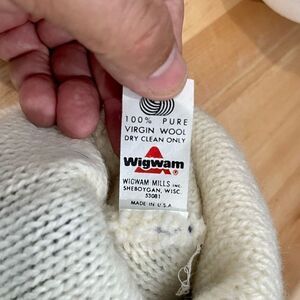 100% PURE
VIRGIN WOOL
DRY CLEAN ONLY
Wigwam
®
WIGWAM MILLS INC.
SHEBOYGAN, WISC.
53081
MADE IN U.S.A.